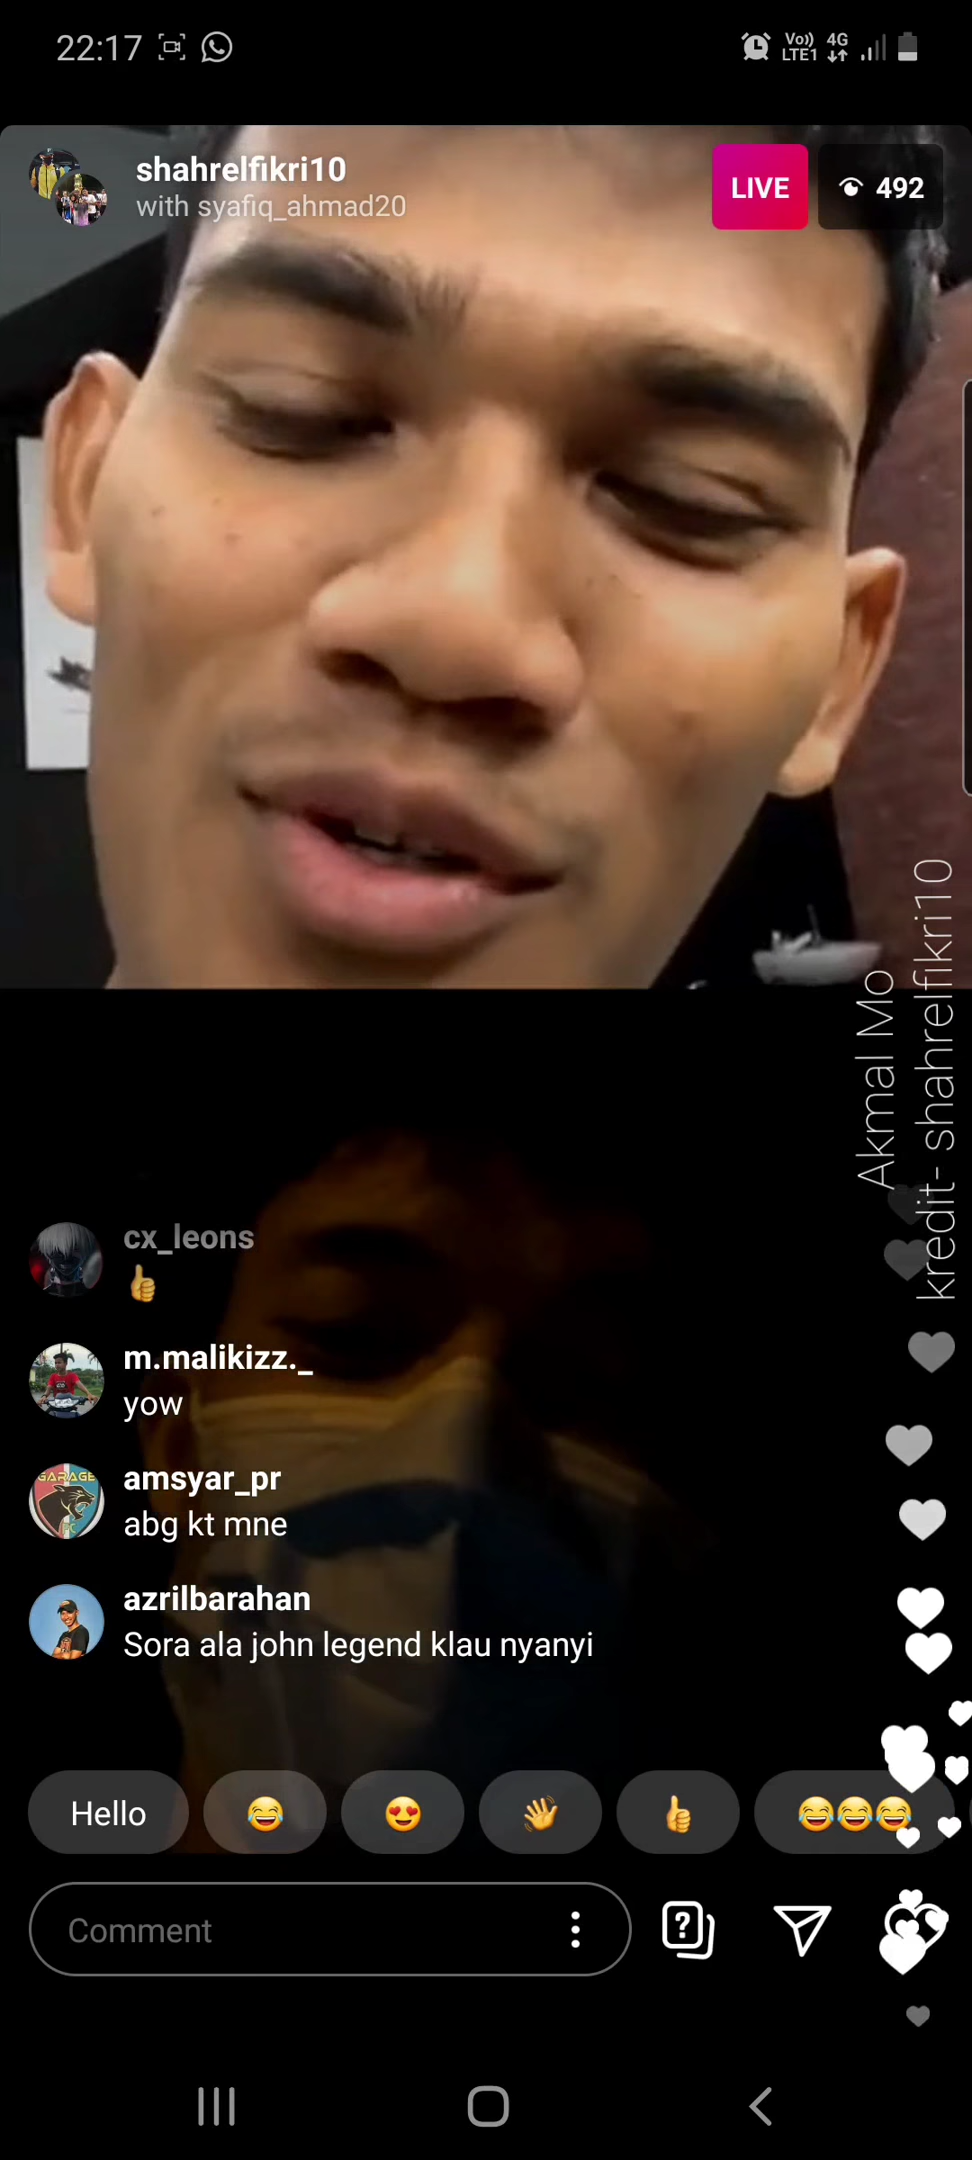 22:17
Vo)) LTE1 4G
shahrelfikri10
with syafiq_ahmad20
LIVE
492
Akmal Mo
kredit- shahrelfikri10
cx_leons
👍
m.malikizz._
yow
GARAGE
amsyar_pr
abg kt mne
azrilbarahan
Sora ala john legend klau nyanyi
Hello
😂
😍
👋
👍
😂😂😂
Comment
?